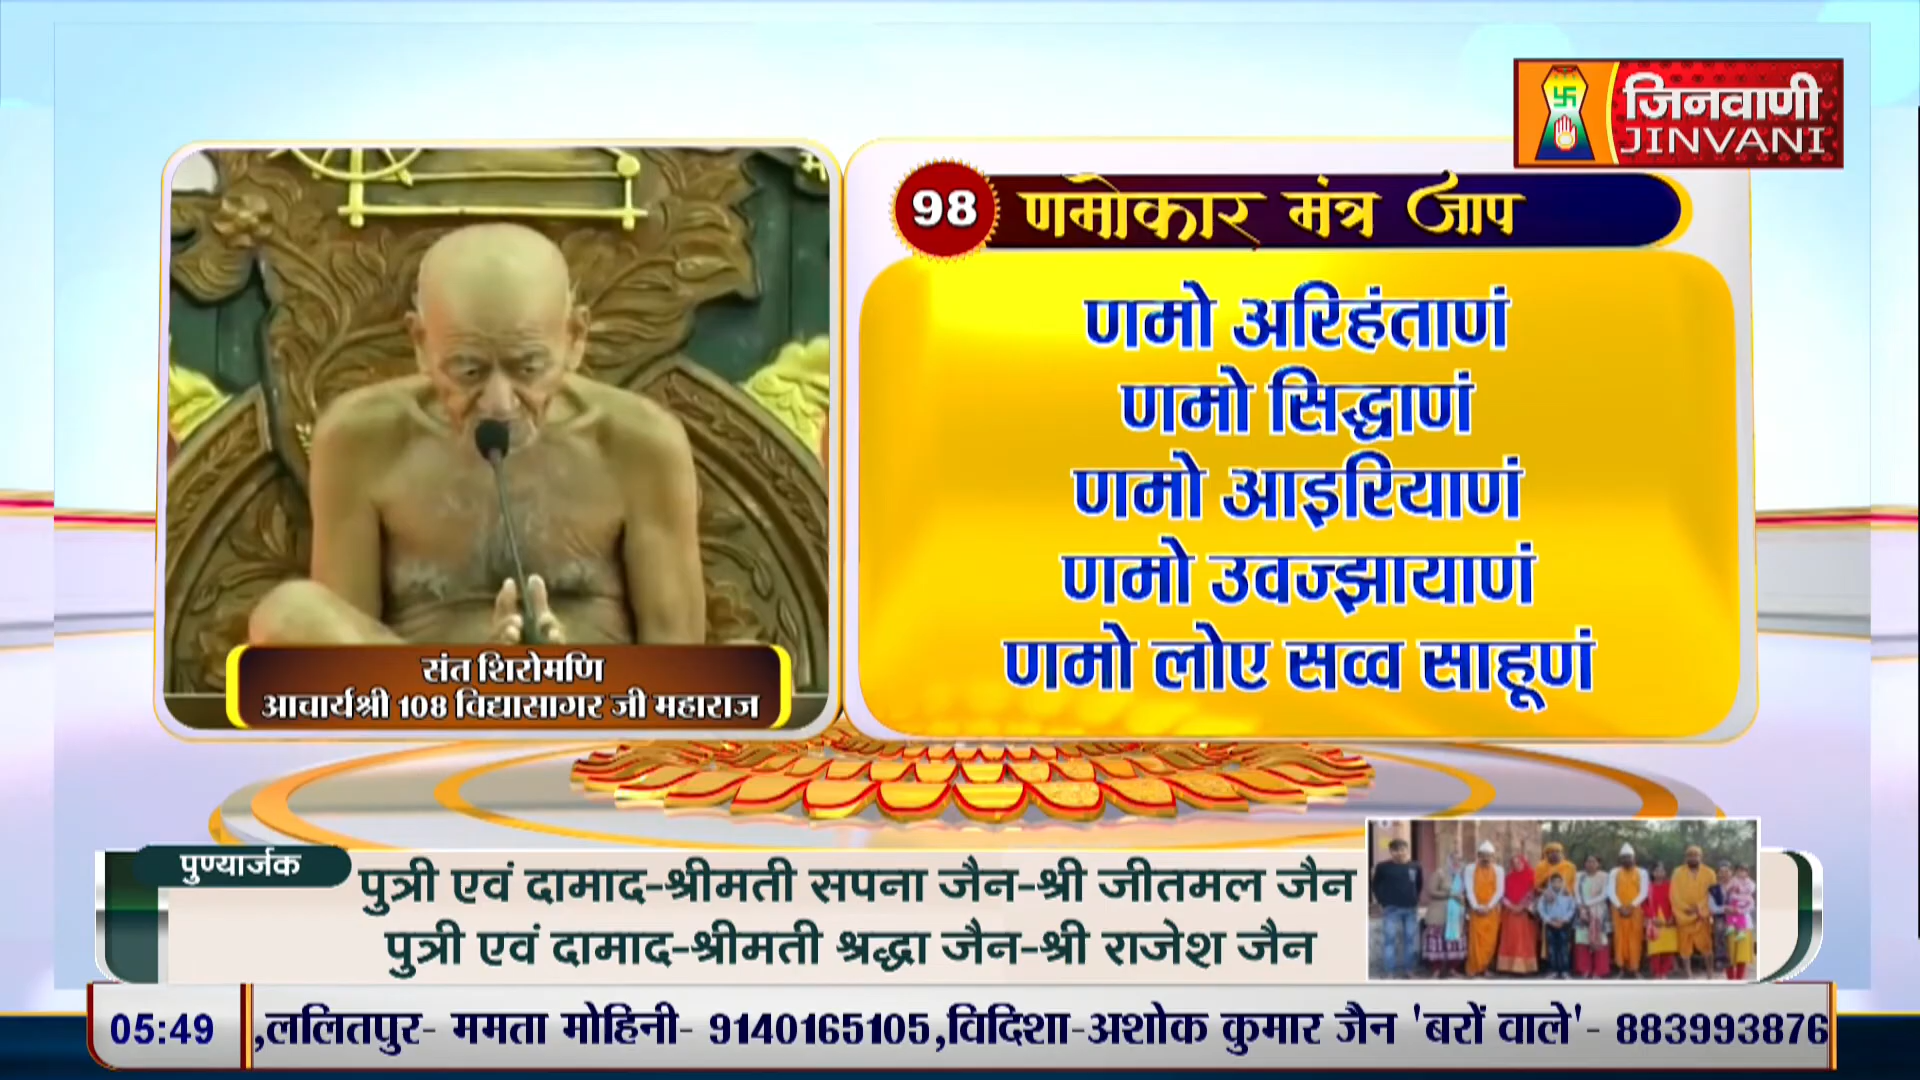 जिनवाणी
JINVANI
98 णमोकार मंत्र जाप
णमो अरिहंताणं
णमो सिद्धाणं
णमो आइरियाणं
णमो उवज्झायाणं
णमो लोए सव्व साहूणं
संत शिरोमणि
आचार्यश्री 108 विद्यासागर जी महाराज
पुण्यार्जक
पुत्री एवं दामाद-श्रीमती सपना जैन-श्री जीतमल जैन
पुत्री एवं दामाद-श्रीमती श्रद्धा जैन-श्री राजेश जैन
05:49 ,ललितपुर- ममता मोहिनी- 9140165105,विदिशा-अशोक कुमार जैन 'बरों वाले'- 883993876